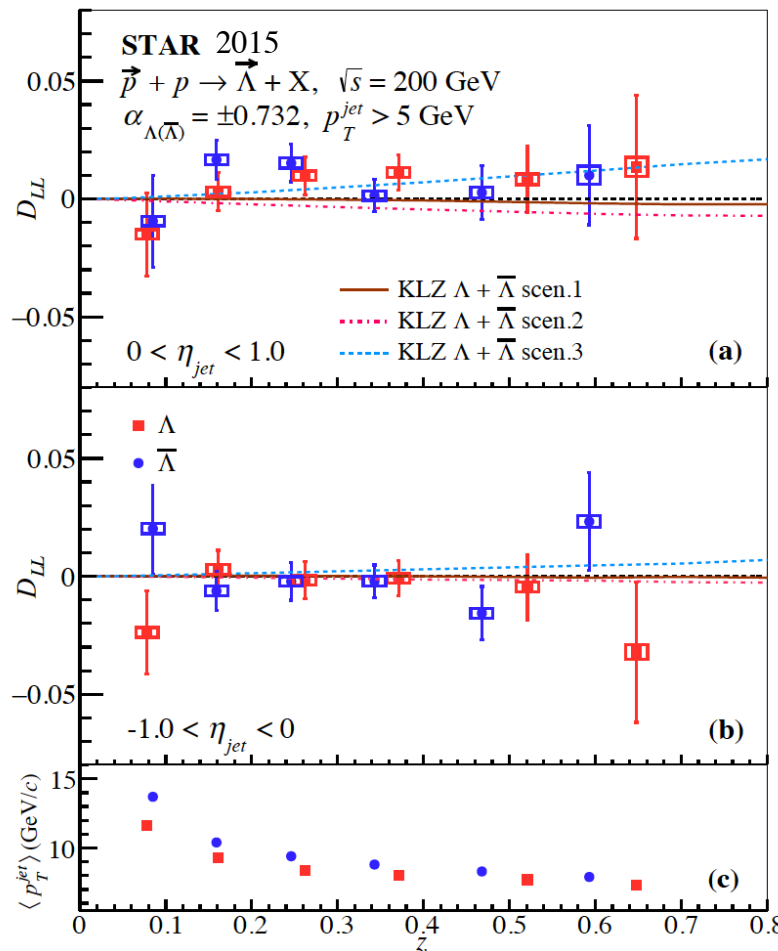 STAR 2015
p⃗ + p → Λ⃗ + X, √s = 200 GeV
α_Λ(Λ̅) = ±0.732, p_T^jet > 5 GeV
0.05
0
−0.05
D_LL
KLZ Λ + Λ̅ scen.1
KLZ Λ + Λ̅ scen.2
KLZ Λ + Λ̅ scen.3
0 < η_jet < 1.0
(a)
Λ
Λ̅
0.05
0
−0.05
D_LL
-1.0 < η_jet < 0
(b)
15
10
⟨ p_T^jet ⟩ (GeV/c)
(c)
0 0.1 0.2 0.3 0.4 0.5 0.6 0.7 0.8
z